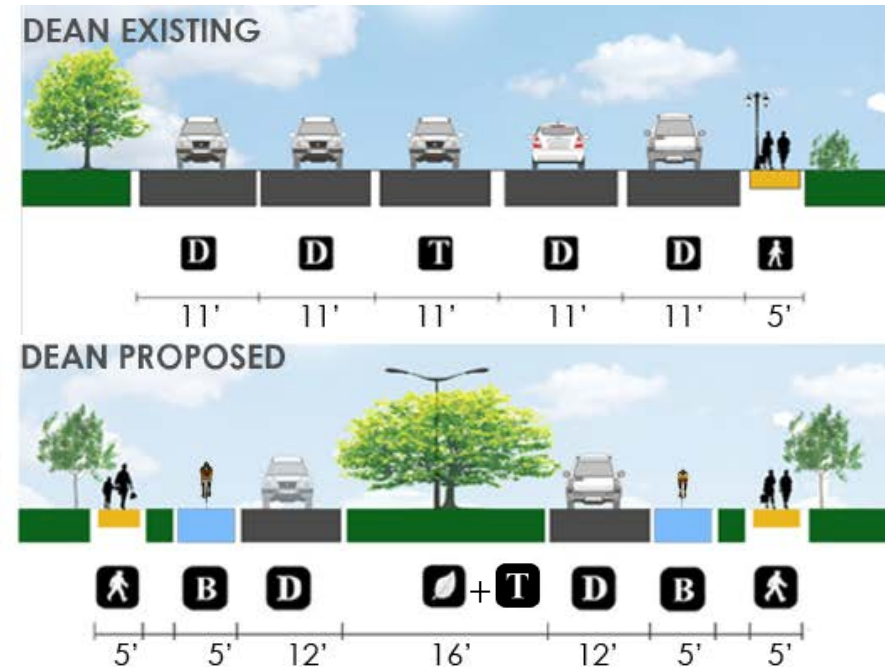 DEAN EXISTING
D D T D D
11’ 11’ 11’ 11’ 11’ 5’
DEAN PROPOSED
B D + T D B
5’ 5’ 12’ 16’ 12’ 5’ 5’